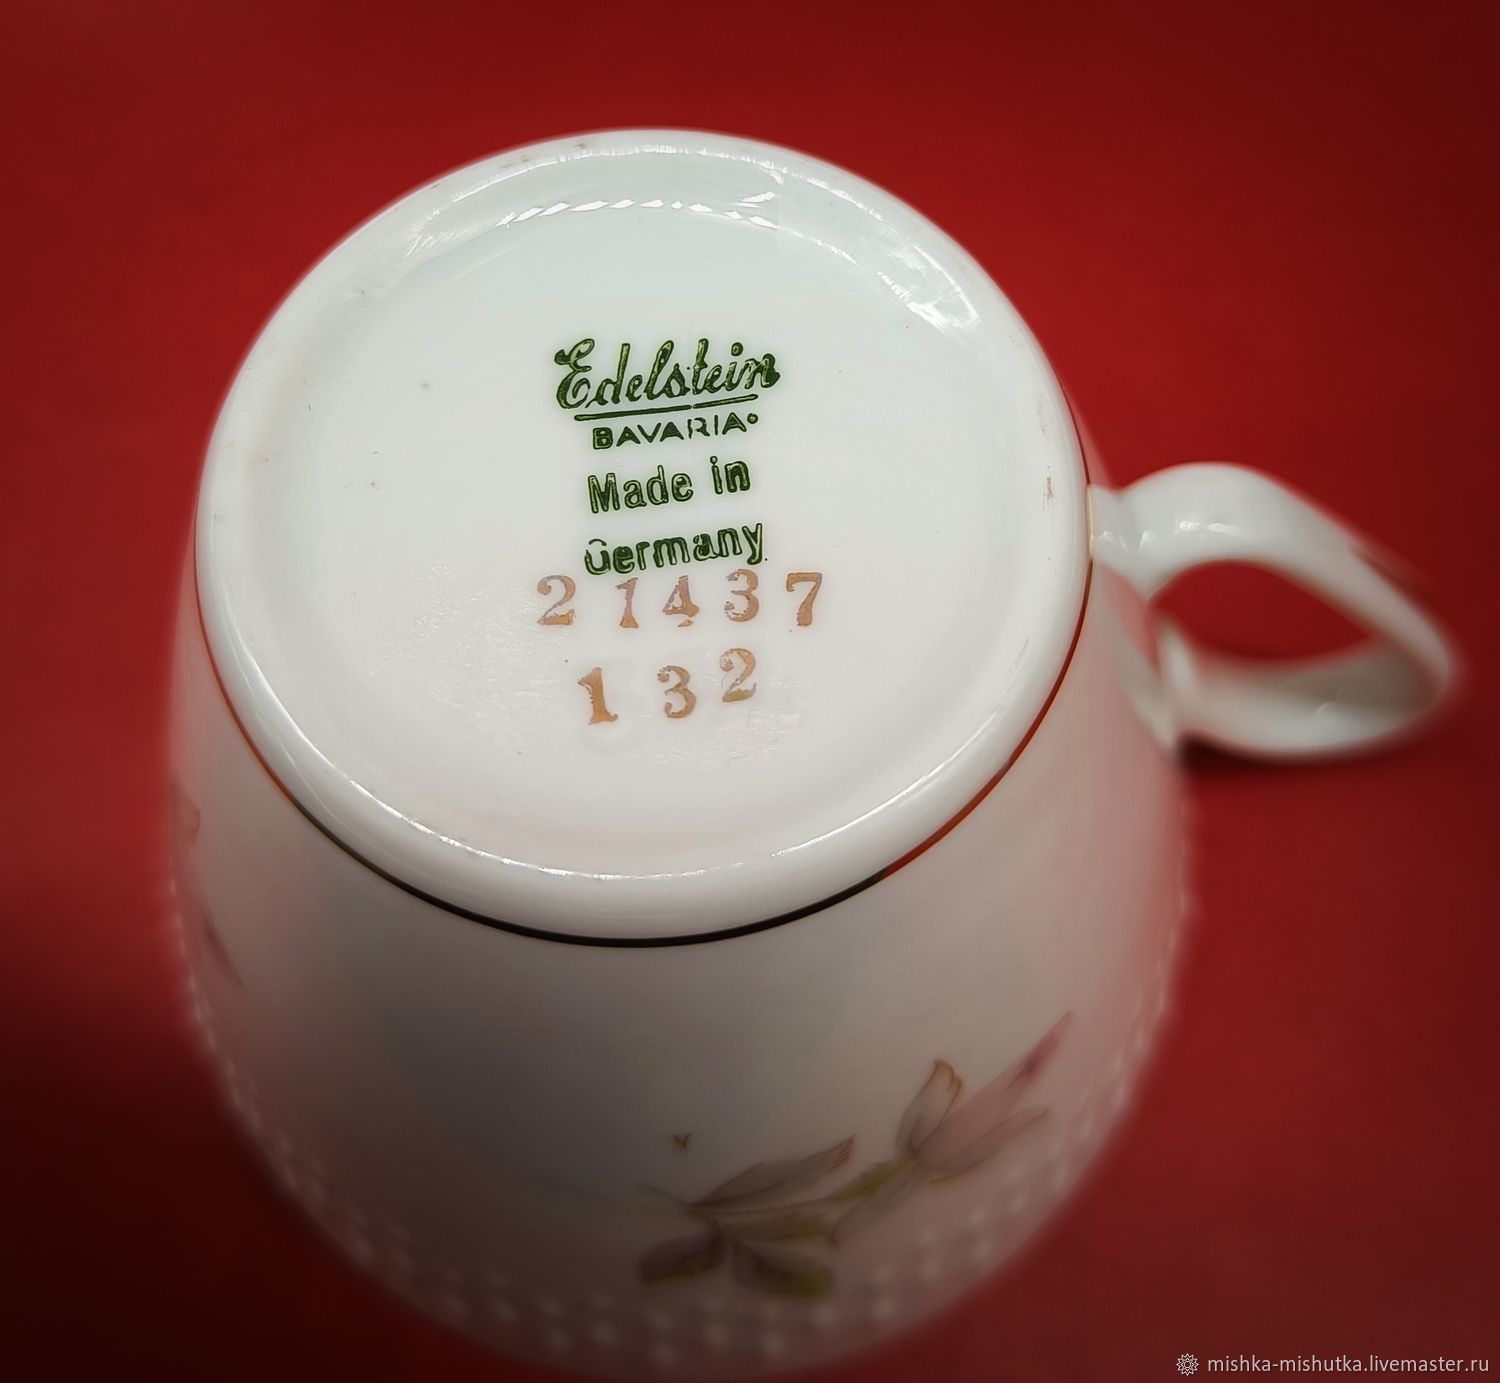 Edelstein
BAVARIA
Made in
Germany
21437
132
mishka-mishutka.livemaster.ru